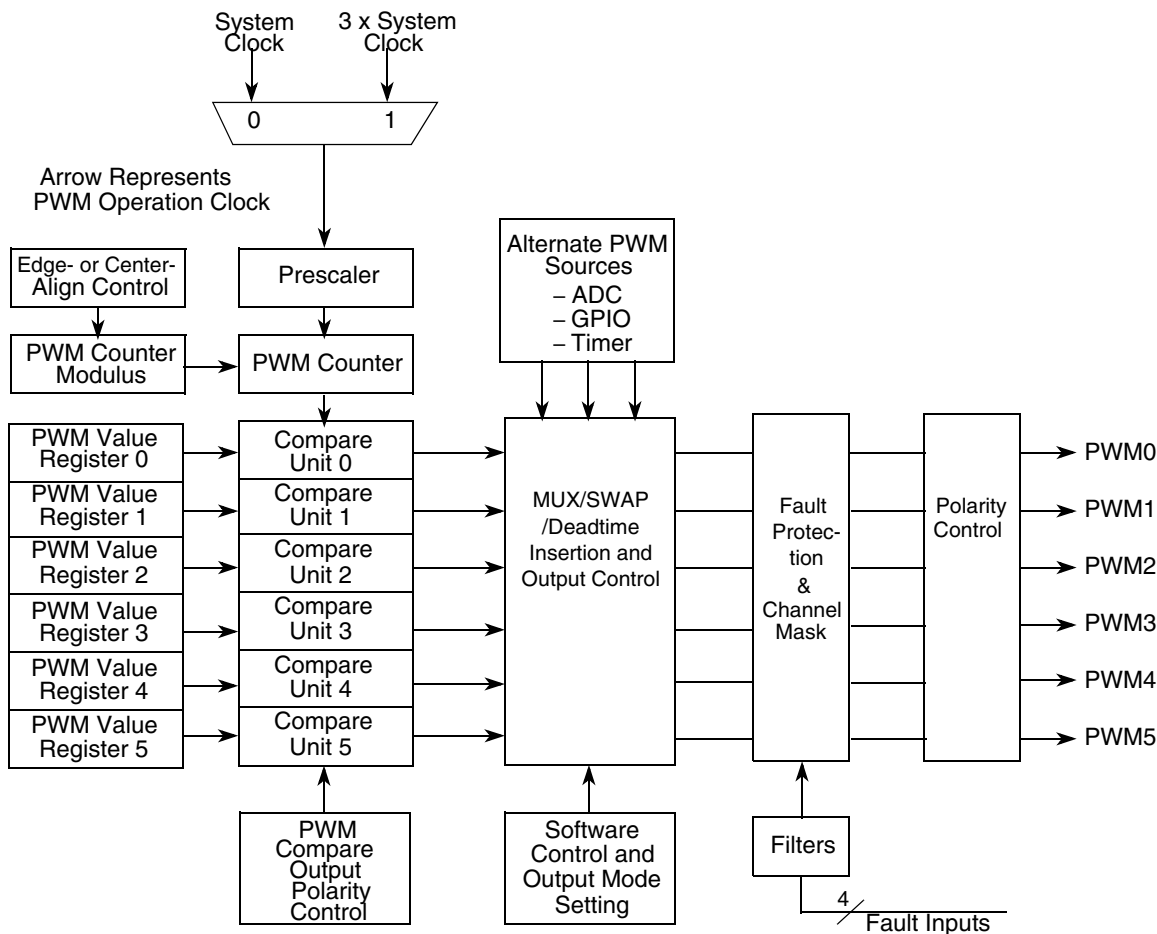 System
Clock
3 x System
Clock
0
1
Arrow Represents
PWM Operation Clock
Edge- or Center-
Align Control
Prescaler
Alternate PWM
Sources
– ADC
– GPIO
– Timer
PWM Counter
Modulus
PWM Counter
PWM Value
Register 0
Compare
Unit 0
PWM0
PWM Value
Register 1
Compare
Unit 1
PWM1
PWM Value
Register 2
Compare
Unit 2
PWM2
PWM Value
Register 3
Compare
Unit 3
PWM3
PWM Value
Register 4
Compare
Unit 4
PWM4
PWM Value
Register 5
Compare
Unit 5
PWM5
MUX/SWAP
/Deadtime
Insertion and
Output Control
Fault
Protec-
tion
&
Channel
Mask
Polarity
Control
PWM
Compare
Output
Polarity
Control
Software
Control and
Output Mode
Setting
Filters
4
Fault Inputs